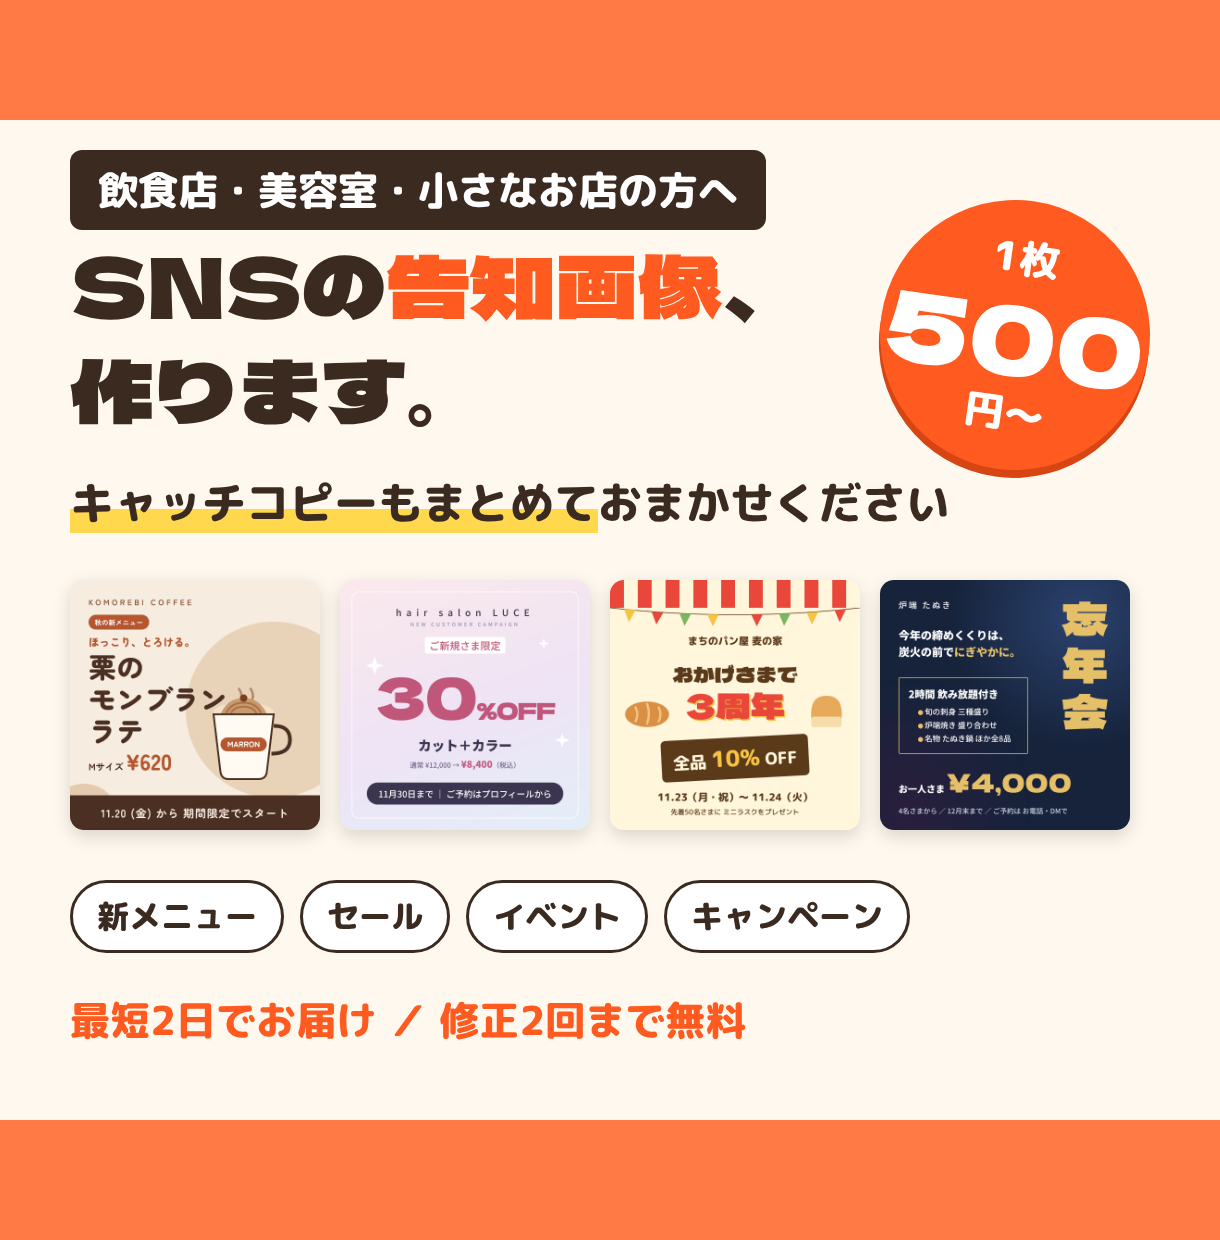 飲食店・美容室・小さなお店の方へ
SNSの告知画像、
作ります。
1枚
500
円〜
キャッチコピーもまとめておまかせください
KOMOREBI COFFEE
秋の新メニュー
ほっこり、とろける。
栗の
モンブラン
ラテ
MARRON
Mサイズ ¥620
11.20 (金) から 期間限定でスタート
hair salon LUCE
NEW CUSTOMER CAMPAIGN
ご新規さま限定
30%OFF
カット+カラー
通常 ¥12,000 → ¥8,400（税込）
11月30日まで ｜ ご予約はプロフィールから
まちのパン屋 麦の家
おかげさまで
3周年
全品 10% OFF
11.23（月・祝）〜 11.24（火）
先着50名さまに ミニラスクをプレゼント
炉端 たぬき
忘年会
今年の締めくくりは、
炭火の前でにぎやかに。
2時間 飲み放題付き
旬の刺身 三種盛り
炉端焼き 盛り合わせ
名物 たぬき鍋 ほか全8品
お一人さま ¥4,000
4名さまから ／ 12月末まで ／ ご予約は お電話・DMで
新メニュー
セール
イベント
キャンペーン
最短2日でお届け ／ 修正2回まで無料